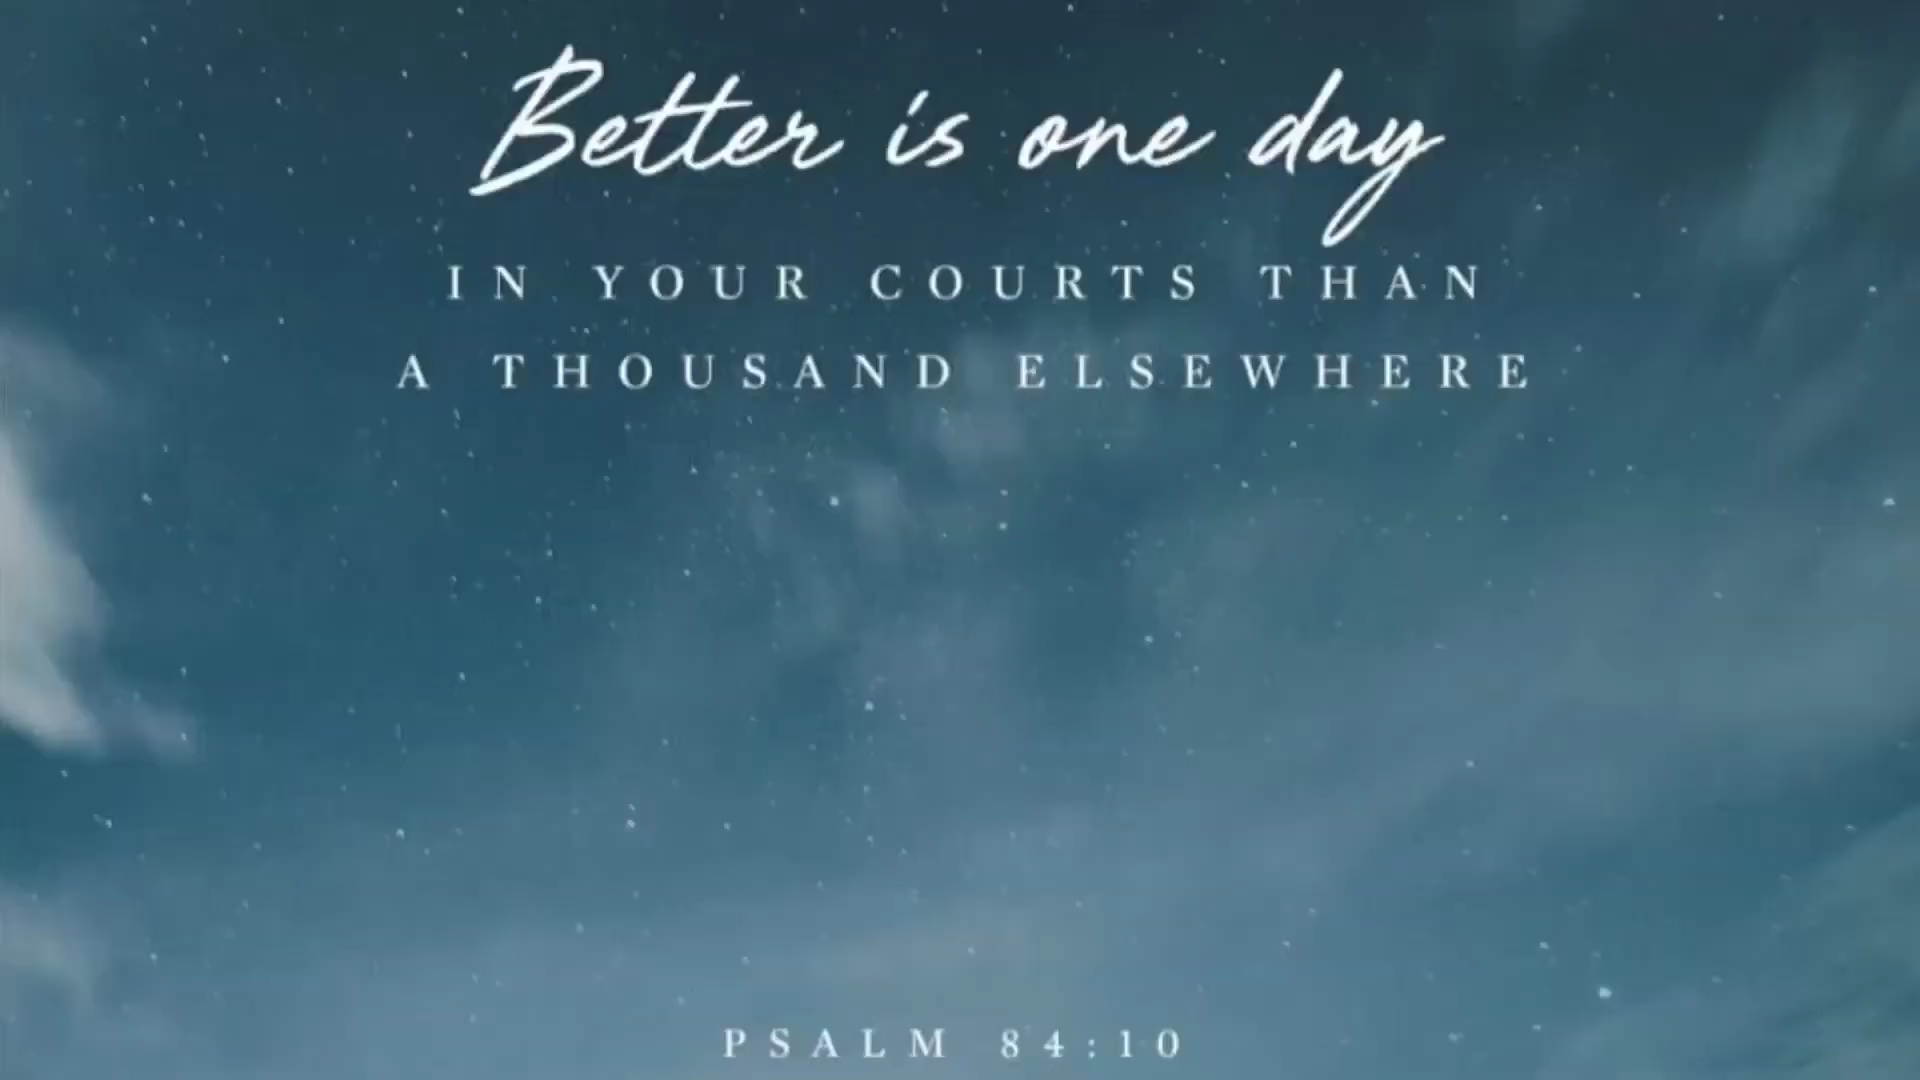 Better is one day
IN YOUR COURTS THAN
A THOUSAND ELSEWHERE
PSALM 84:10